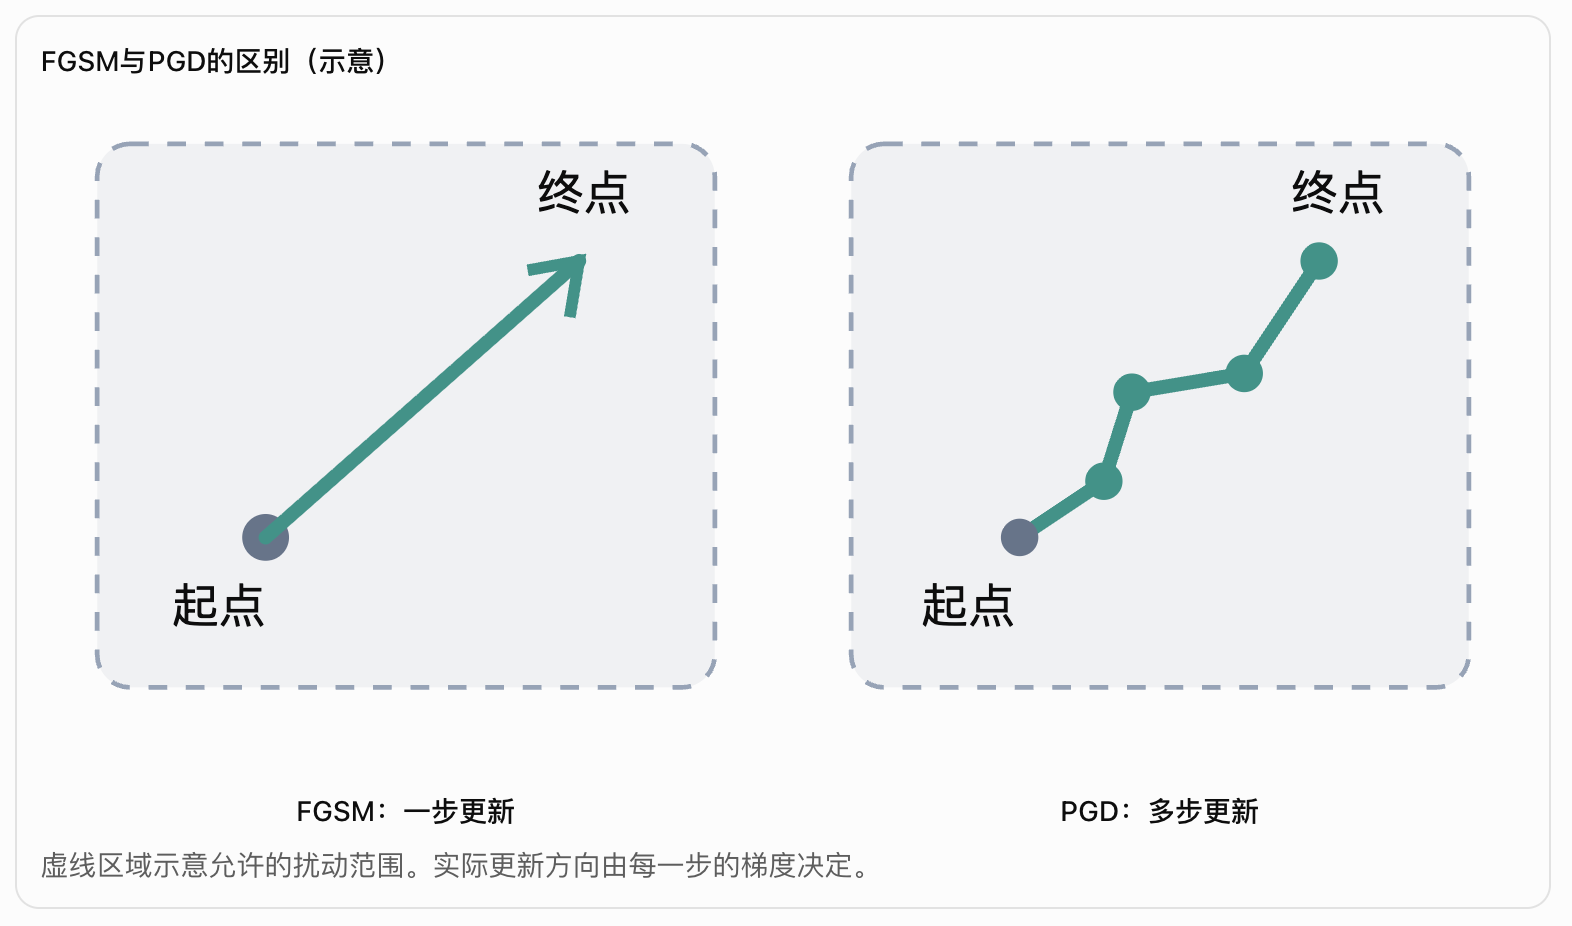 FGSM与PGD的区别（示意）
终点
起点
终点
起点
FGSM：一步更新
PGD：多步更新
虚线区域示意允许的扰动范围。实际更新方向由每一步的梯度决定。